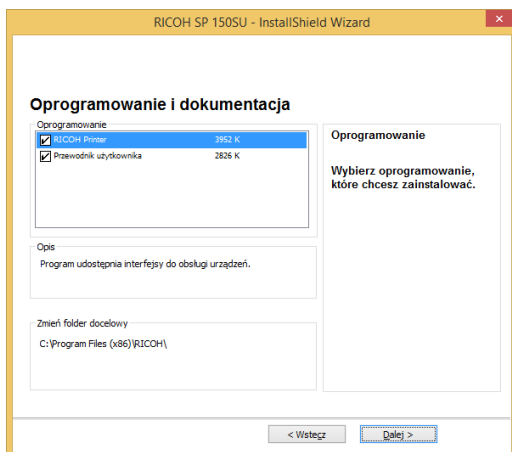 RICOH SP 150SU - InstallShield Wizard
Oprogramowanie i dokumentacja
Oprogramowanie
RICOH Printer 3952 K
Przewodnik użytkownika 2826 K
Opis
Program udostępnia interfejsy do obsługi urządzeń.
Zmień folder docelowy
C:\Program Files (x86)\RICOH\
Oprogramowanie
Wybierz oprogramowanie,
które chcesz zainstalować.
< Wstecz
Dalej >